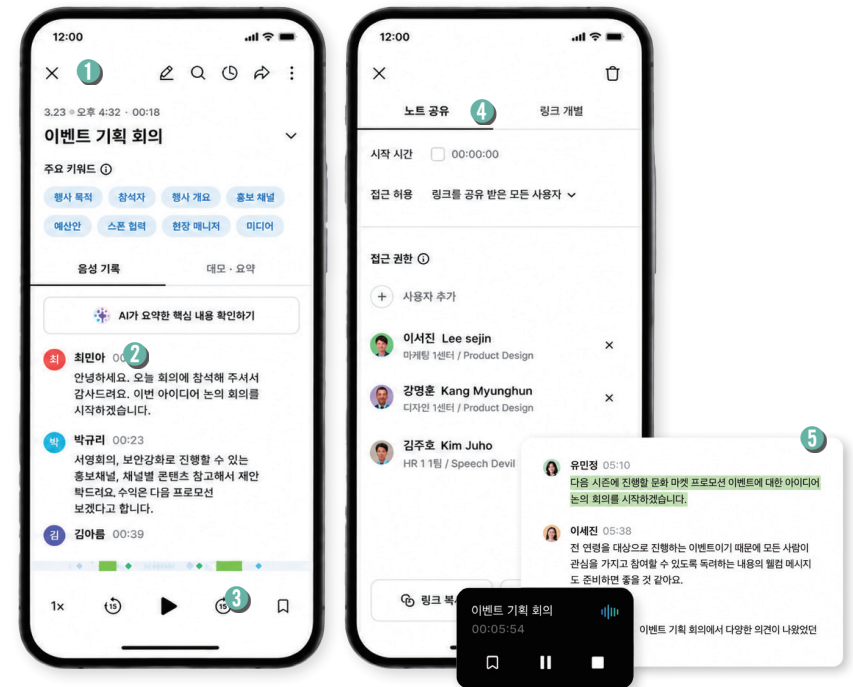 12:00
1
3.23 오후 4:32 · 00:18
이벤트 기획 회의
주요 키워드
행사 목적 참석자 행사 개요 홍보 채널
예산안 스폰 협력 현장 매니저 미디어
음성 기록 대모 · 요약
AI가 요약한 핵심 내용 확인하기
최 최민아 00
2
안녕하세요. 오늘 회의에 참석해 주셔서
감사드려요. 이번 아이디어 논의 회의를
시작하겠습니다.
박 박규리 00:23
서영회의, 보안강화로 진행할 수 있는
홍보채널, 채널별 콘텐츠 참고해서 재안
박드려요, 수익은 다음 프로모션
보겠다고 합니다.
김 김아름 00:39
1x 15 15
3
12:00
노트 공유 4 링크 개별
시작 시간 00:00:00
접근 허용 링크를 공유 받은 모든 사용자
접근 권한
사용자 추가
이서진 Lee sejin
마케팅 1센터 / Product Design
강명훈 Kang Myunghun
디자인 1센터 / Product Design
김주호 Kim Juho
HR 1 1팀 / Speech Devil
링크 복
5
유민정 05:10
다음 시즌에 진행할 문화 마켓 프로모션 이벤트에 대한 아이디어
논의 회의를 시작하겠습니다.
이세진 05:38
전 연령을 대상으로 진행하는 이벤트이기 때문에 모든 사람이
관심을 가지고 참여할 수 있도록 독려하는 내용의 웰컴 메시지
도 준비하면 좋을 것 같아요.
이벤트 기획 회의에서 다양한 의견이 나왔었던
이벤트 기획 회의
00:05:54